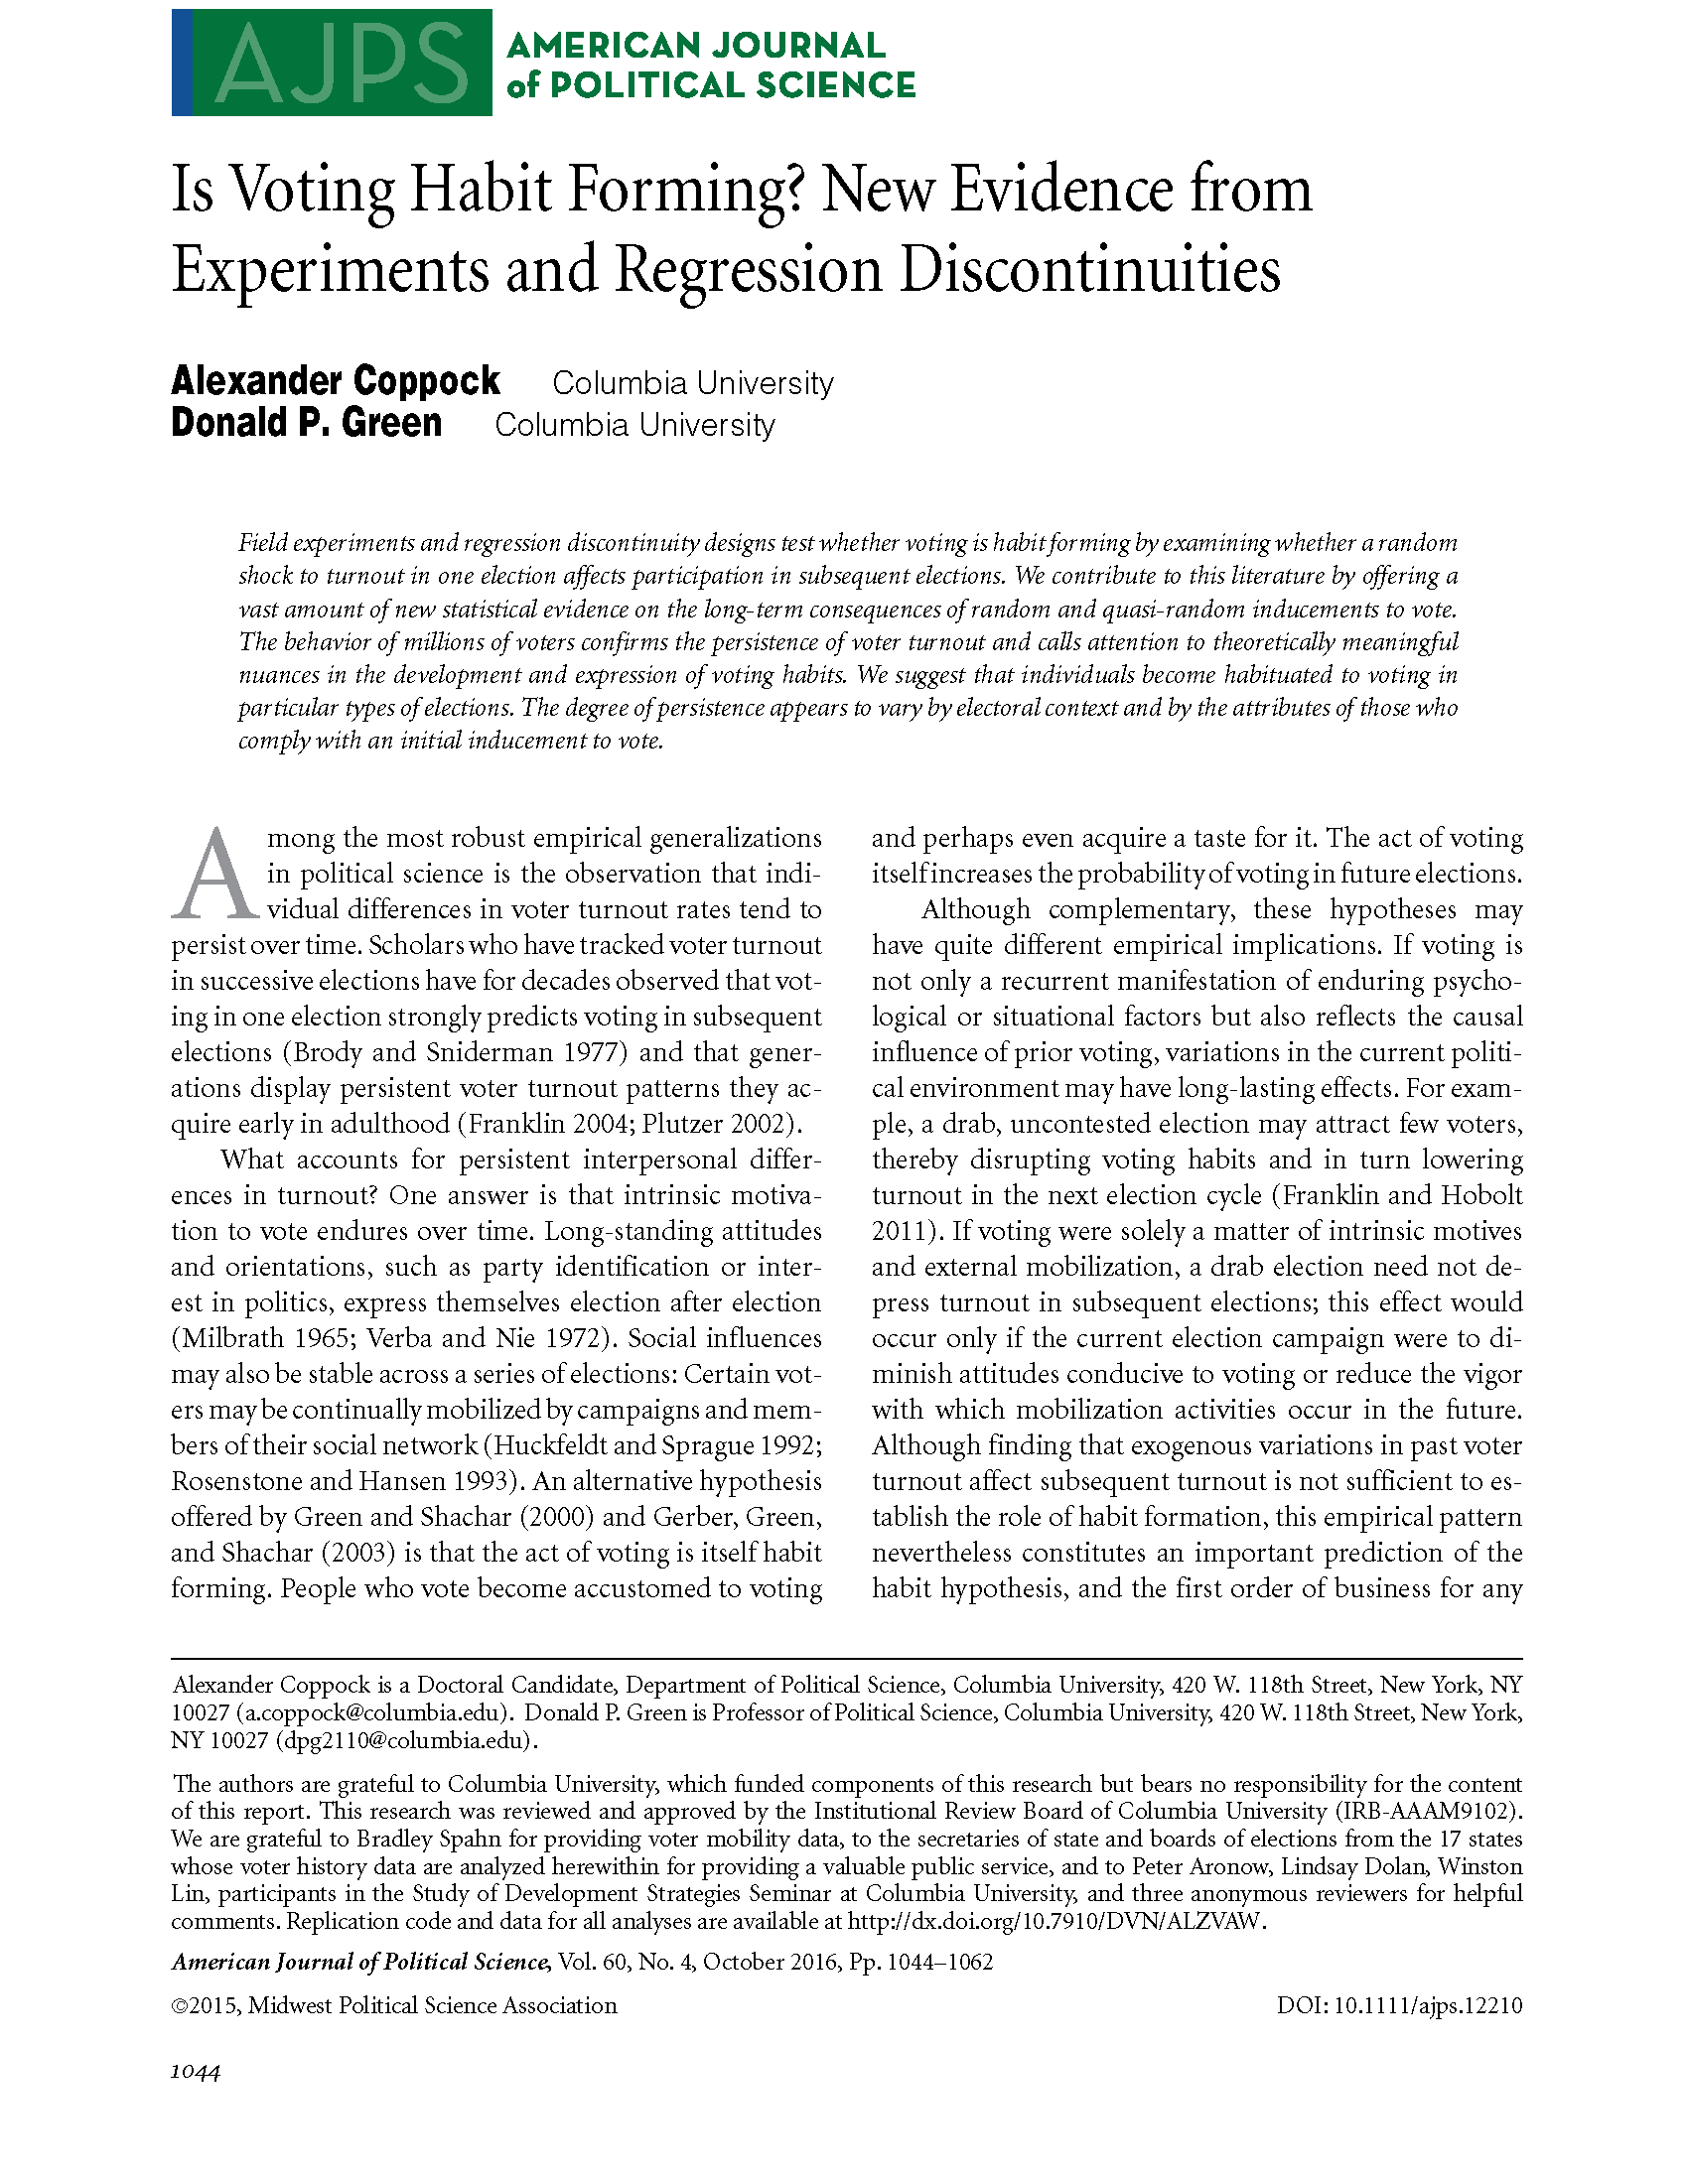 AJPS
AMERICAN JOURNAL
of POLITICAL SCIENCE
Is Voting Habit Forming? New Evidence from
Experiments and Regression Discontinuities
Alexander Coppock Columbia University
Donald P. Green Columbia University
Field experiments and regression discontinuity designs test whether voting is habit forming by examining whether a random
shock to turnout in one election affects participation in subsequent elections. We contribute to this literature by offering a
vast amount of new statistical evidence on the long-term consequences of random and quasi-random inducements to vote.
The behavior of millions of voters confirms the persistence of voter turnout and calls attention to theoretically meaningful
nuances in the development and expression of voting habits. We suggest that individuals become habituated to voting in
particular types of elections. The degree of persistence appears to vary by electoral context and by the attributes of those who
comply with an initial inducement to vote.
Among the most robust empirical generalizations
in political science is the observation that indi-
vidual differences in voter turnout rates tend to
persist over time. Scholars who have tracked voter turnout
in successive elections have for decades observed that vot-
ing in one election strongly predicts voting in subsequent
elections (Brody and Sniderman 1977) and that gener-
ations display persistent voter turnout patterns they ac-
quire early in adulthood (Franklin 2004; Plutzer 2002).
What accounts for persistent interpersonal differ-
ences in turnout? One answer is that intrinsic motiva-
tion to vote endures over time. Long-standing attitudes
and orientations, such as party identification or inter-
est in politics, express themselves election after election
(Milbrath 1965; Verba and Nie 1972). Social influences
may also be stable across a series of elections: Certain vot-
ers may be continually mobilized by campaigns and mem-
bers of their social network (Huckfeldt and Sprague 1992;
Rosenstone and Hansen 1993). An alternative hypothesis
offered by Green and Shachar (2000) and Gerber, Green,
and Shachar (2003) is that the act of voting is itself habit
forming. People who vote become accustomed to voting
and perhaps even acquire a taste for it. The act of voting
itself increases the probability of voting in future elections.
Although complementary, these hypotheses may
have quite different empirical implications. If voting is
not only a recurrent manifestation of enduring psycho-
logical or situational factors but also reflects the causal
influence of prior voting, variations in the current politi-
cal environment may have long-lasting effects. For exam-
ple, a drab, uncontested election may attract few voters,
thereby disrupting voting habits and in turn lowering
turnout in the next election cycle (Franklin and Hobolt
2011). If voting were solely a matter of intrinsic motives
and external mobilization, a drab election need not de-
press turnout in subsequent elections; this effect would
occur only if the current election campaign were to di-
minish attitudes conducive to voting or reduce the vigor
with which mobilization activities occur in the future.
Although finding that exogenous variations in past voter
turnout affect subsequent turnout is not sufficient to es-
tablish the role of habit formation, this empirical pattern
nevertheless constitutes an important prediction of the
habit hypothesis, and the first order of business for any
Alexander Coppock is a Doctoral Candidate, Department of Political Science, Columbia University, 420 W. 118th Street, New York, NY
10027 (a.coppock@columbia.edu). Donald P. Green is Professor of Political Science, Columbia University, 420 W. 118th Street, New York,
NY 10027 (dpg2110@columbia.edu).
The authors are grateful to Columbia University, which funded components of this research but bears no responsibility for the content
of this report. This research was reviewed and approved by the Institutional Review Board of Columbia University (IRB-AAAM9102).
We are grateful to Bradley Spahn for providing voter mobility data, to the secretaries of state and boards of elections from the 17 states
whose voter history data are analyzed herewithin for providing a valuable public service, and to Peter Aronow, Lindsay Dolan, Winston
Lin, participants in the Study of Development Strategies Seminar at Columbia University, and three anonymous reviewers for helpful
comments. Replication code and data for all analyses are available at http://dx.doi.org/10.7910/DVN/ALZVAW.
American Journal of Political Science, Vol. 60, No. 4, October 2016, Pp. 1044–1062
©2015, Midwest Political Science Association DOI: 10.1111/ajps.12210
1044